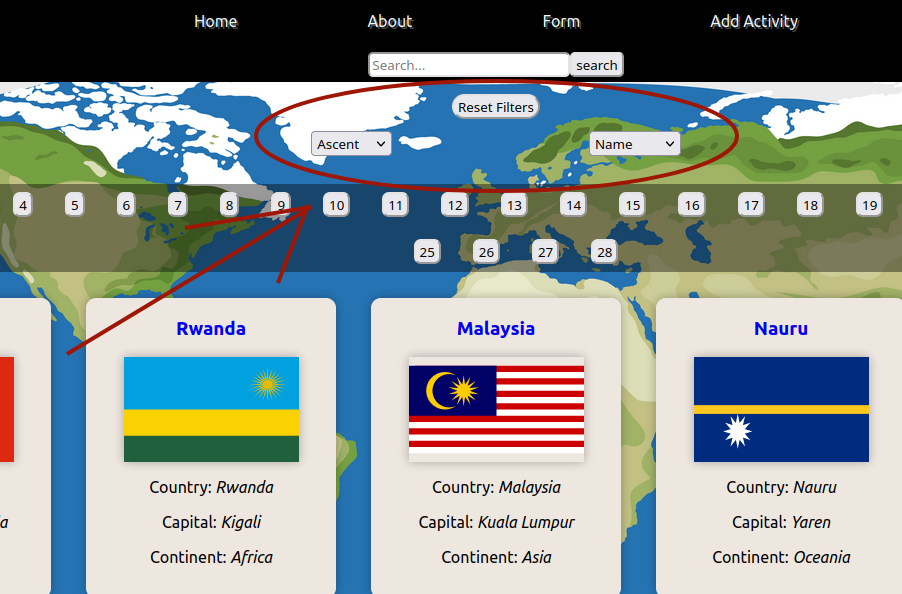 Home About Form Add Activity
Search... search
Reset Filters
Ascent Name
4 5 6 7 8 9 10 11 12 13 14 15 16 17 18 19
25 26 27 28
Rwanda Malaysia Nauru
Country: Rwanda Country: Malaysia Country: Nauru
a Capital: Kigali Capital: Kuala Lumpur Capital: Yaren
Continent: Africa Continent: Asia Continent: Oceania